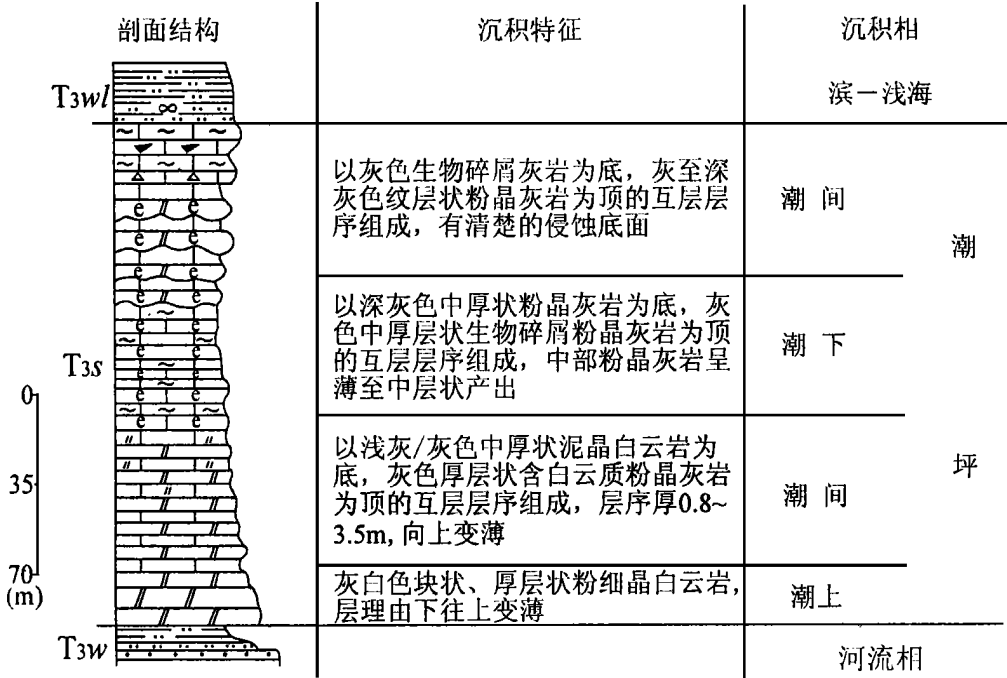 剖面结构
沉积特征
沉积相
T3wl
滨－浅海
以灰色生物碎屑灰岩为底，灰至深
灰色纹层状粉晶灰岩为顶的互层层
序组成，有清楚的侵蚀底面
潮 间
潮
以深灰色中厚状粉晶灰岩为底，灰
色中厚层状生物碎屑粉晶灰岩为顶
的互层层序组成，中部粉晶灰岩呈
薄至中层状产出
潮 下
T3s
0
35
70
(m)
以浅灰/灰色中厚状泥晶白云岩为
底，灰色厚层状含白云质粉晶灰岩
为顶的互层层序组成，层序厚0.8~
3.5m, 向上变薄
潮 间
坪
灰白色块状、厚层状粉细晶白云岩，
层理由下往上变薄
潮上
T3w
河流相